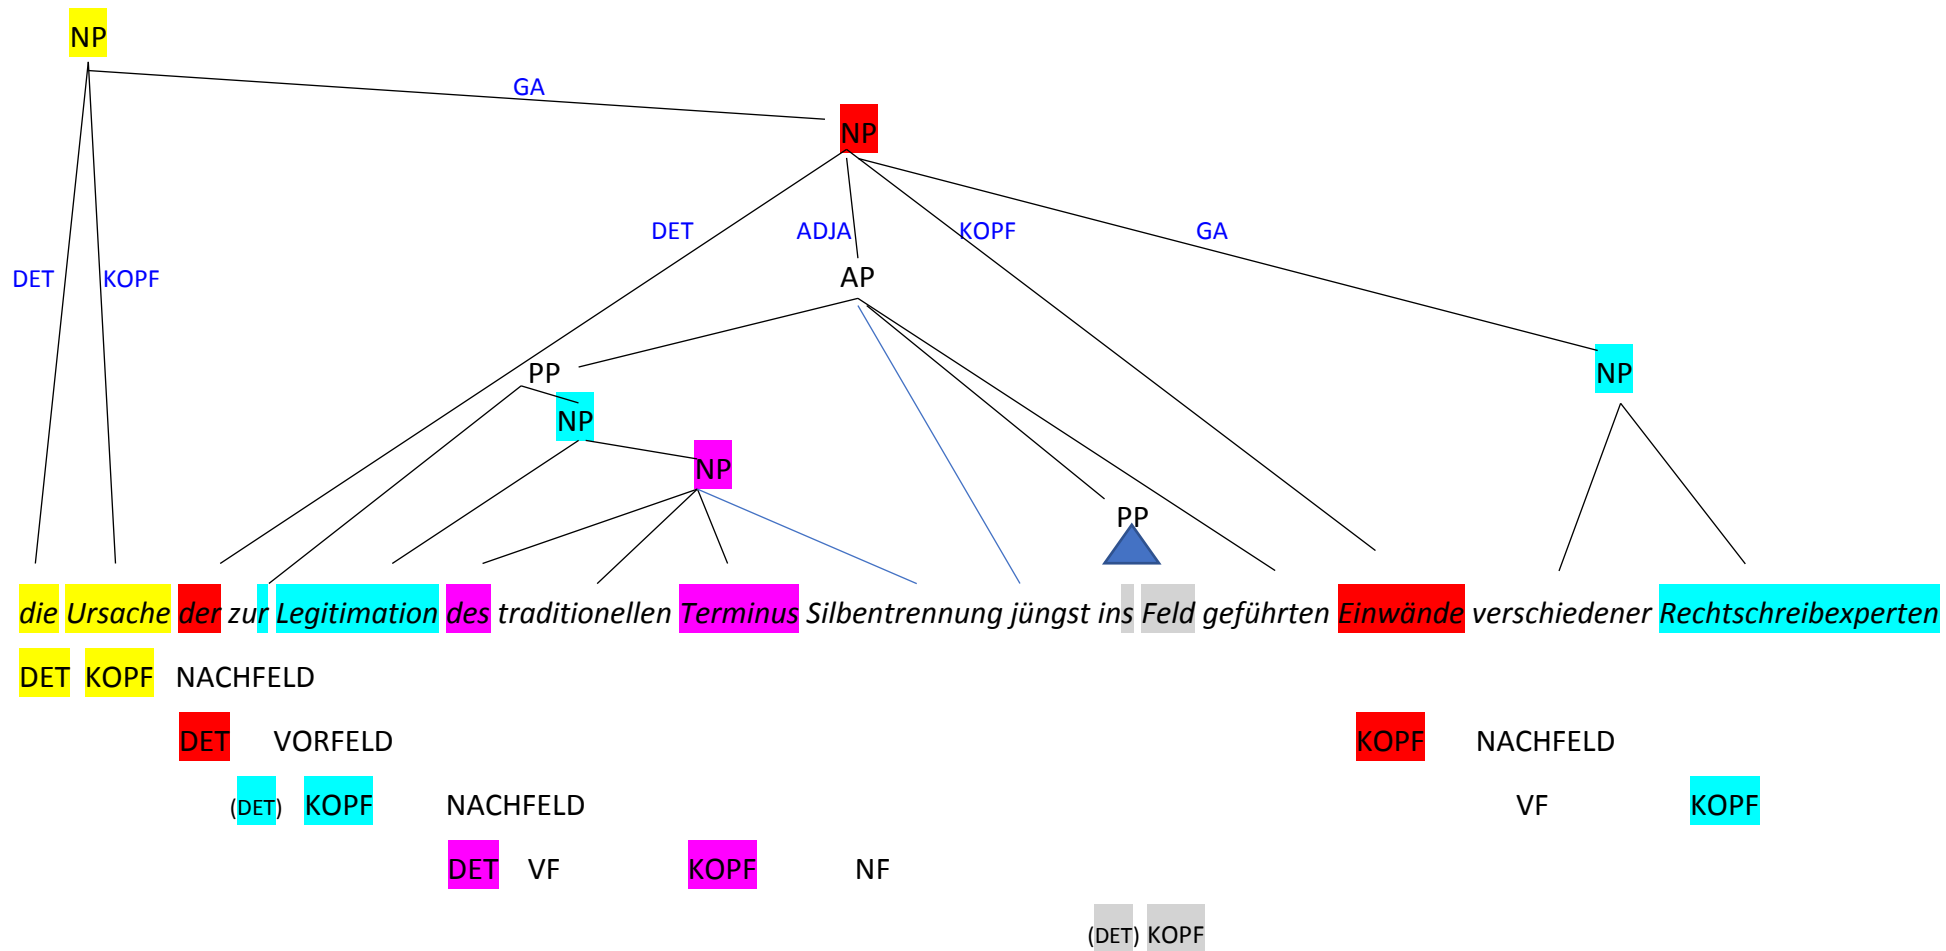 NP
GA
NP
DET ADJA KOPF GA
DET KOPF
AP
PP
NP
NP
NP
PP
die Ursache der zur Legitimation des traditionellen Terminus Silbentrennung jüngst ins Feld geführten Einwände verschiedener Rechtschreibexperten
DET KOPF NACHFELD
DET VORFELD KOPF NACHFELD
(DET) KOPF NACHFELD VF KOPF
DET VF KOPF NF
(DET) KOPF